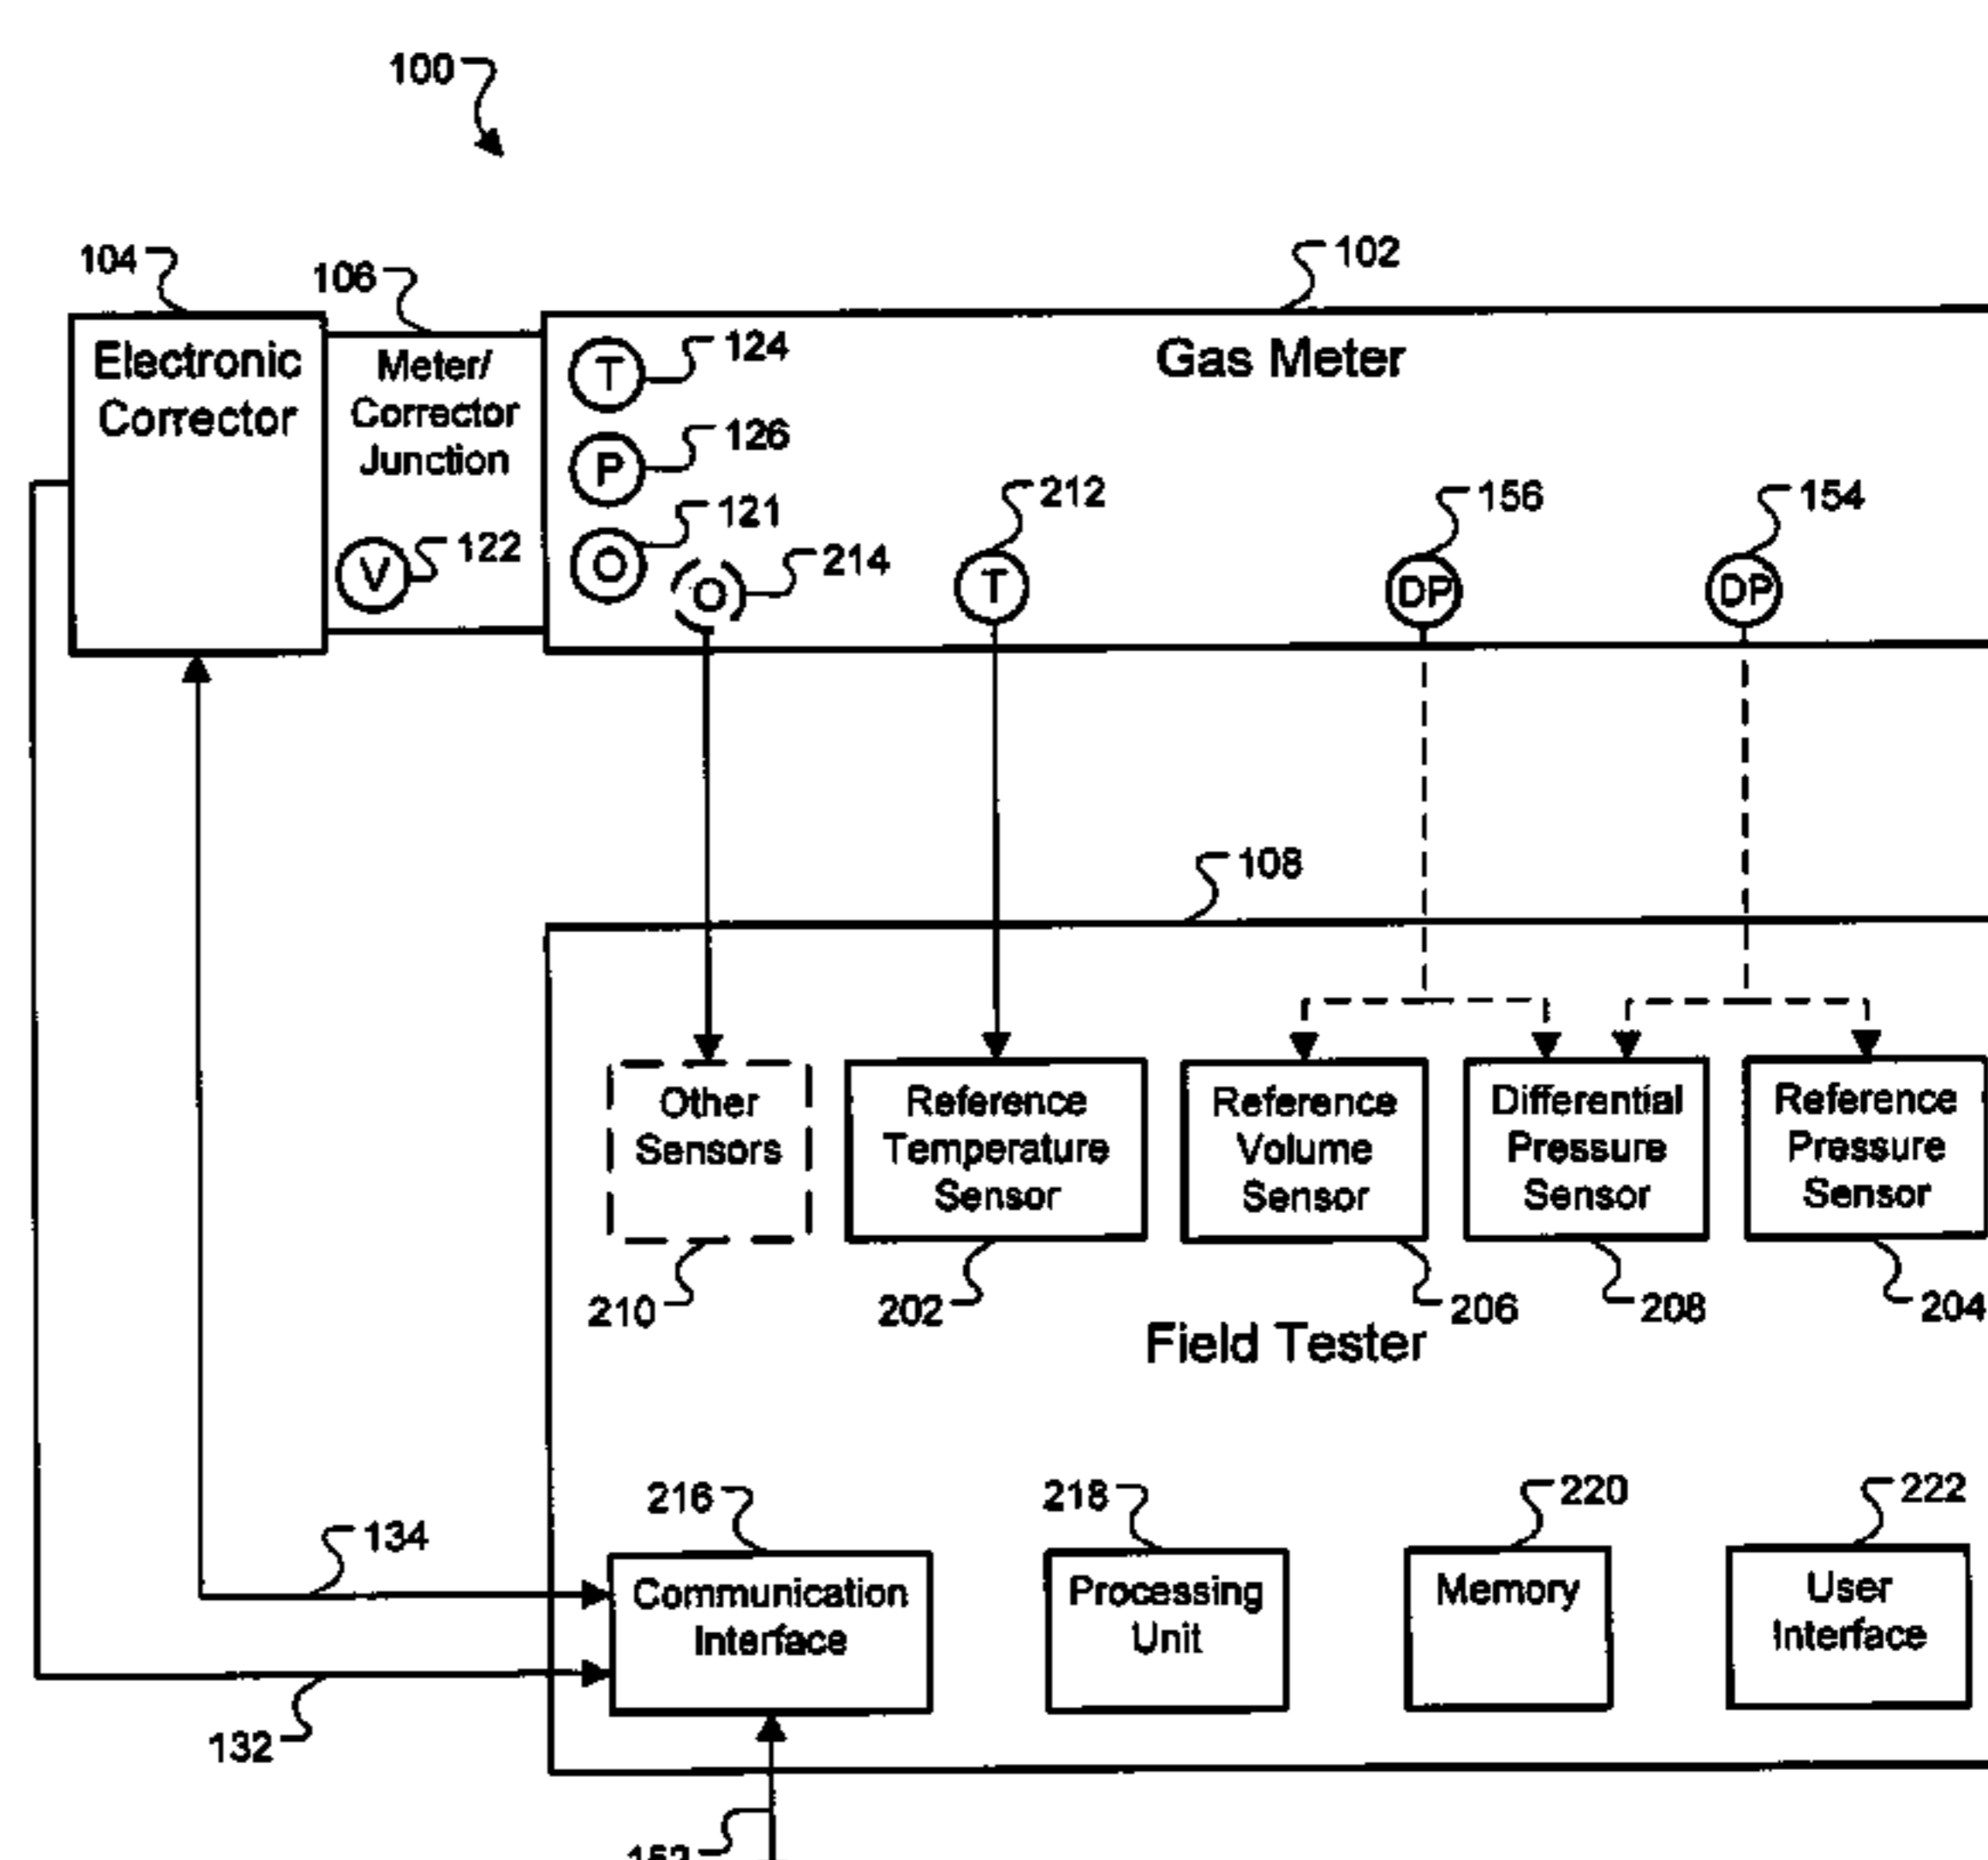 100
104
106
102
Electronic
Corrector
Meter/
Corrector
Junction
V
122
T
124
P
126
O
121
O
214
Gas Meter
T
212
DP
156
DP
154
108
Other
Sensors
210
Reference
Temperature
Sensor
202
Reference
Volume
Sensor
206
Differential
Pressure
Sensor
208
Reference
Pressure
Sensor
204
Field Tester
134
132
216
Communication
Interface
218
Processing
Unit
220
Memory
222
User
Interface